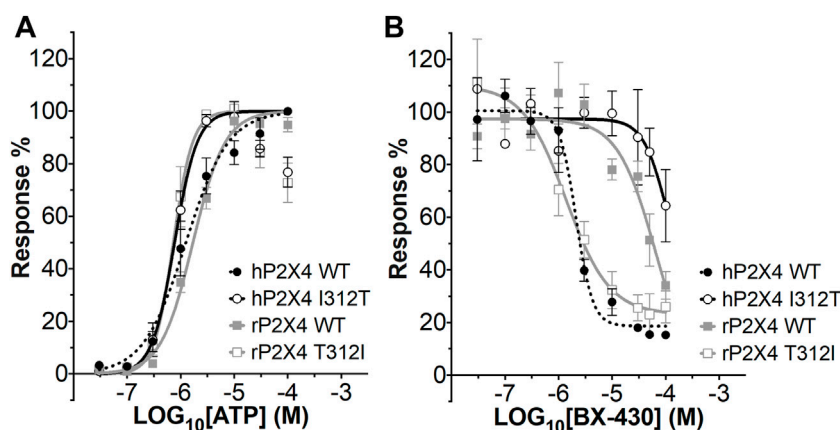 A
B
Response %
120
100
80
60
40
20
0
-7
-6
-5
-4
-3
LOG10[ATP] (M)
hP2X4 WT
hP2X4 I312T
rP2X4 WT
rP2X4 T312I
Response %
120
100
80
60
40
20
0
-7
-6
-5
-4
-3
LOG10[BX-430] (M)
hP2X4 WT
hP2X4 I312T
rP2X4 WT
rP2X4 T312I